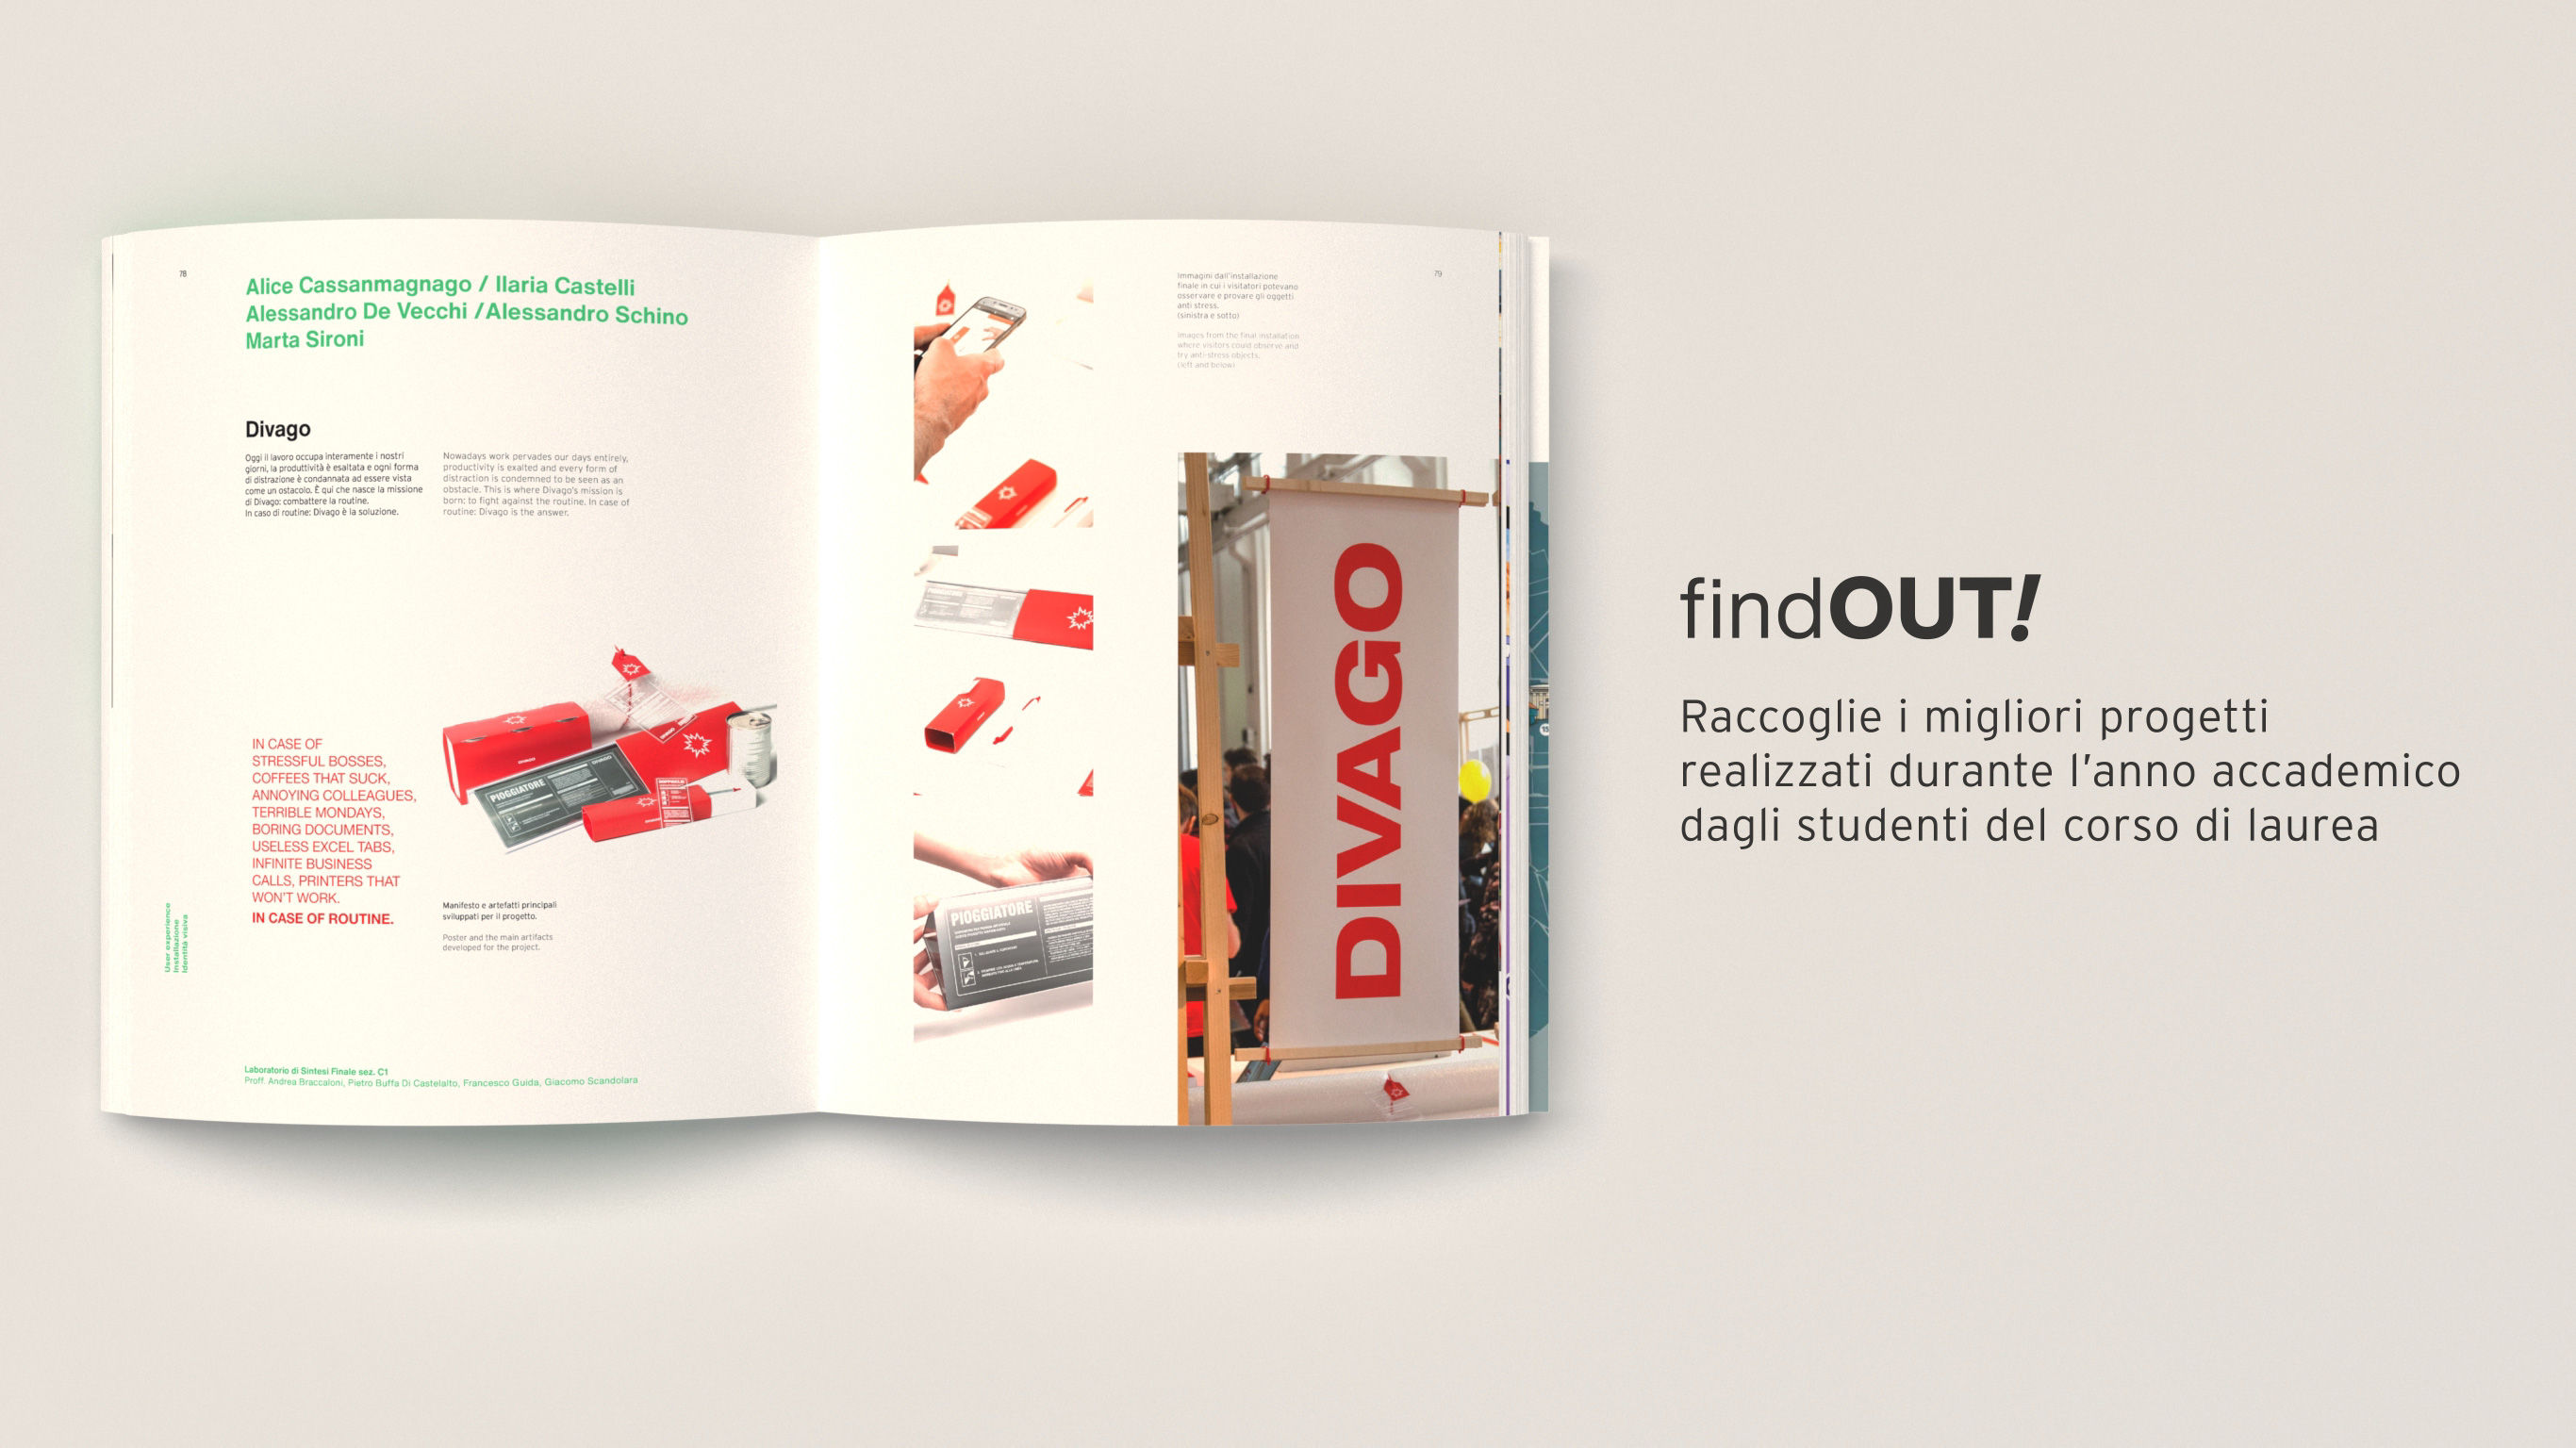 78
Alice Cassanmagnago / Ilaria Castelli
Alessandro De Vecchi / Alessandro Schino
Marta Sironi
Divago
Oggi il lavoro occupa interamente i nostri
giorni, la produttività è esaltata e ogni forma
di distrazione è condannata ad essere vista
come un ostacolo. È qui che nasce la missione
di Divago: combattere la routine.
In caso di routine: Divago è la soluzione.
Nowadays work pervades our days entirely,
productivity is exalted and every form of
distraction is condemned to be seen as an
obstacle. This is where Divago's mission is
born: to fight against the routine. In case of
routine: Divago is the answer.
IN CASE OF
STRESSFUL BOSSES,
COFFEES THAT SUCK,
ANNOYING COLLEAGUES,
TERRIBLE MONDAYS,
BORING DOCUMENTS,
USELESS EXCEL TABS,
INFINITE BUSINESS
CALLS, PRINTERS THAT
WON'T WORK.
IN CASE OF ROUTINE.
PIOGGIATORE
DIVAGO
Manifesto e artefatti principali
sviluppati per il progetto.
Poster and the main artifacts
developed for the project.
User experience
Installazione
Identità visiva
Laboratorio di Sintesi Finale sez. C1
Proff. Andrea Braccaloni, Pietro Buffa Di Castelalto, Francesco Guida, Giacomo Scandolara
Immagini dall'installazione
finale in cui i visitatori potevano
osservare e provare gli oggetti
anti stress.
(sinistra e sotto)
Images from the final installation
where visitors could observe and
try anti-stress objects.
(left and below)
79
PIOGGIATORE
DIVAGO
findOUT!
Raccoglie i migliori progetti
realizzati durante l'anno accademico
dagli studenti del corso di laurea